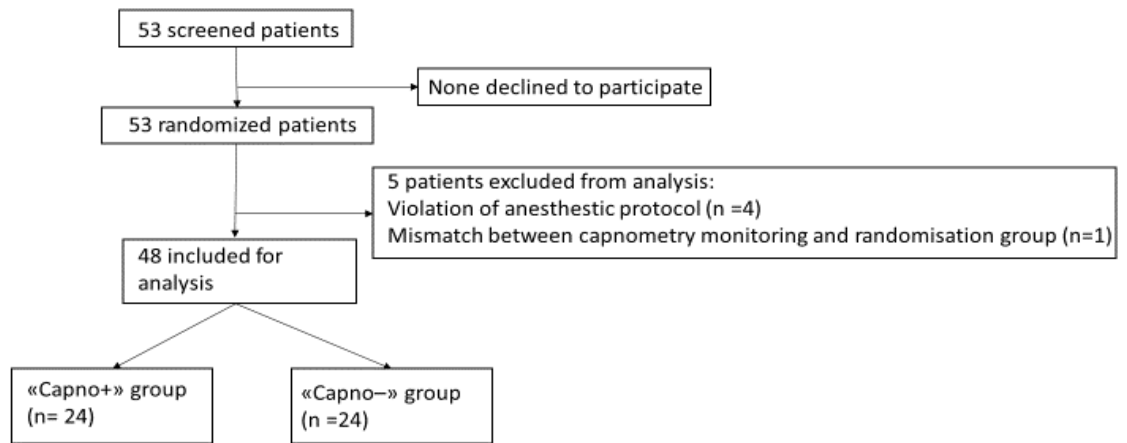 53 screened patients
None declined to participate
53 randomized patients
5 patients excluded from analysis:
Violation of anesthestic protocol (n =4)
Mismatch between capnometry monitoring and randomisation group (n=1)
48 included for
analysis
«Capno+» group
(n= 24)
«Capno–» group
(n =24)